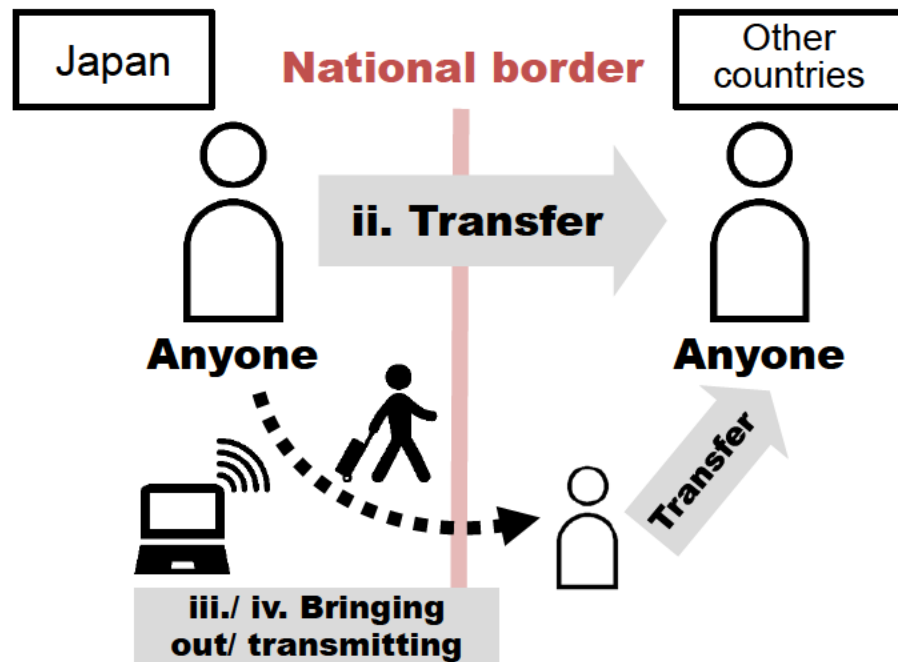 Japan
National border
Other
countries
ii. Transfer
Anyone
Anyone
Transfer
iii./ iv. Bringing
out/ transmitting